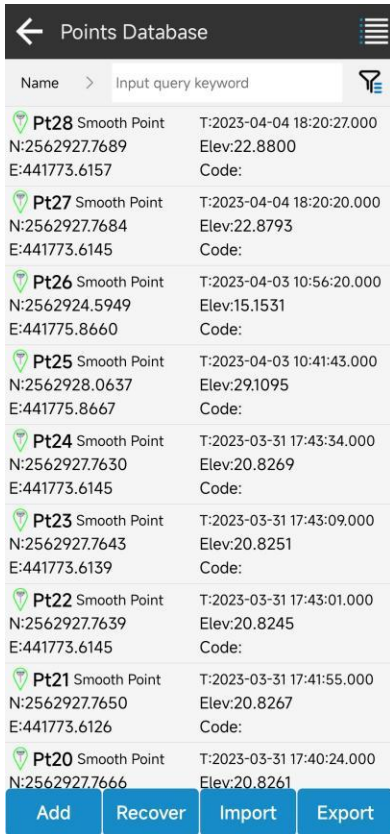 Points Database
Name > Input query keyword
Pt28 Smooth Point T:2023-04-04 18:20:27.000
N:2562927.7689 Elev:22.8800
E:441773.6157 Code:
Pt27 Smooth Point T:2023-04-04 18:20:20.000
N:2562927.7684 Elev:22.8793
E:441773.6145 Code:
Pt26 Smooth Point T:2023-04-03 10:56:20.000
N:2562924.5949 Elev:15.1531
E:441775.8660 Code:
Pt25 Smooth Point T:2023-04-03 10:41:43.000
N:2562928.0637 Elev:29.1095
E:441775.8667 Code:
Pt24 Smooth Point T:2023-03-31 17:43:34.000
N:2562927.7630 Elev:20.8269
E:441773.6145 Code:
Pt23 Smooth Point T:2023-03-31 17:43:09.000
N:2562927.7643 Elev:20.8251
E:441773.6139 Code:
Pt22 Smooth Point T:2023-03-31 17:43:01.000
N:2562927.7639 Elev:20.8245
E:441773.6145 Code:
Pt21 Smooth Point T:2023-03-31 17:41:55.000
N:2562927.7650 Elev:20.8267
E:441773.6126 Code:
Pt20 Smooth Point T:2023-03-31 17:40:24.000
N:2562927.7666 Elev:20.8261
Add Recover Import Export